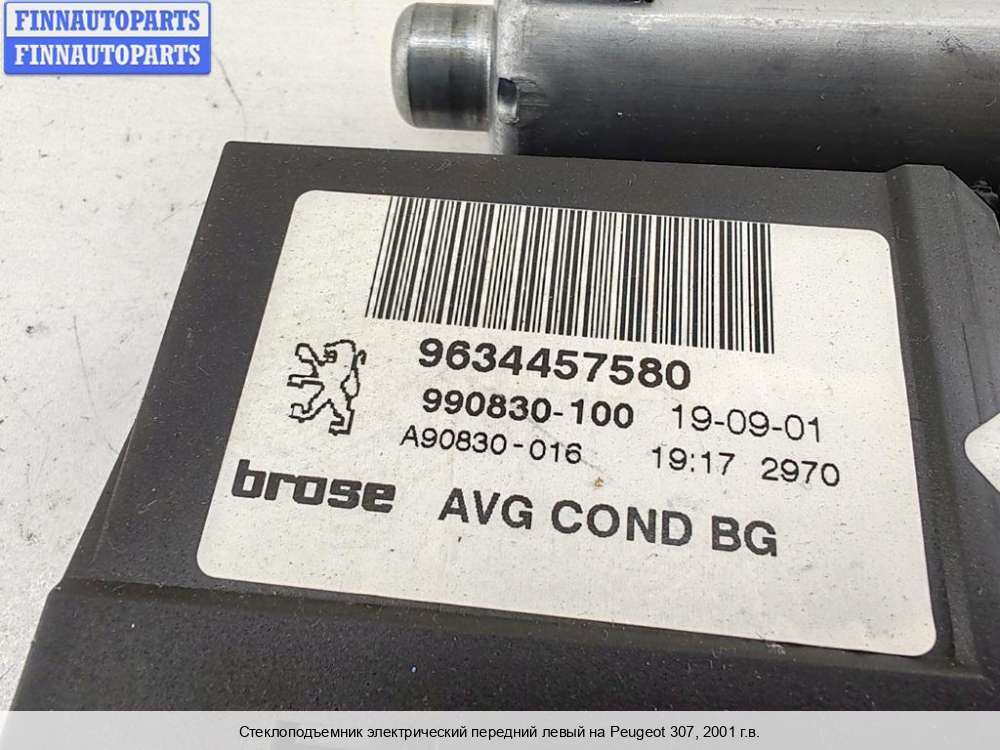 FINNAUTOPARTS
FINNAUTOPARTS
9634457580
990830-100 19-09-01
A90830-016 19:17 2970
brose AVG COND BG
Стеклоподъемник электрический передний левый на Peugeot 307, 2001 г.в.